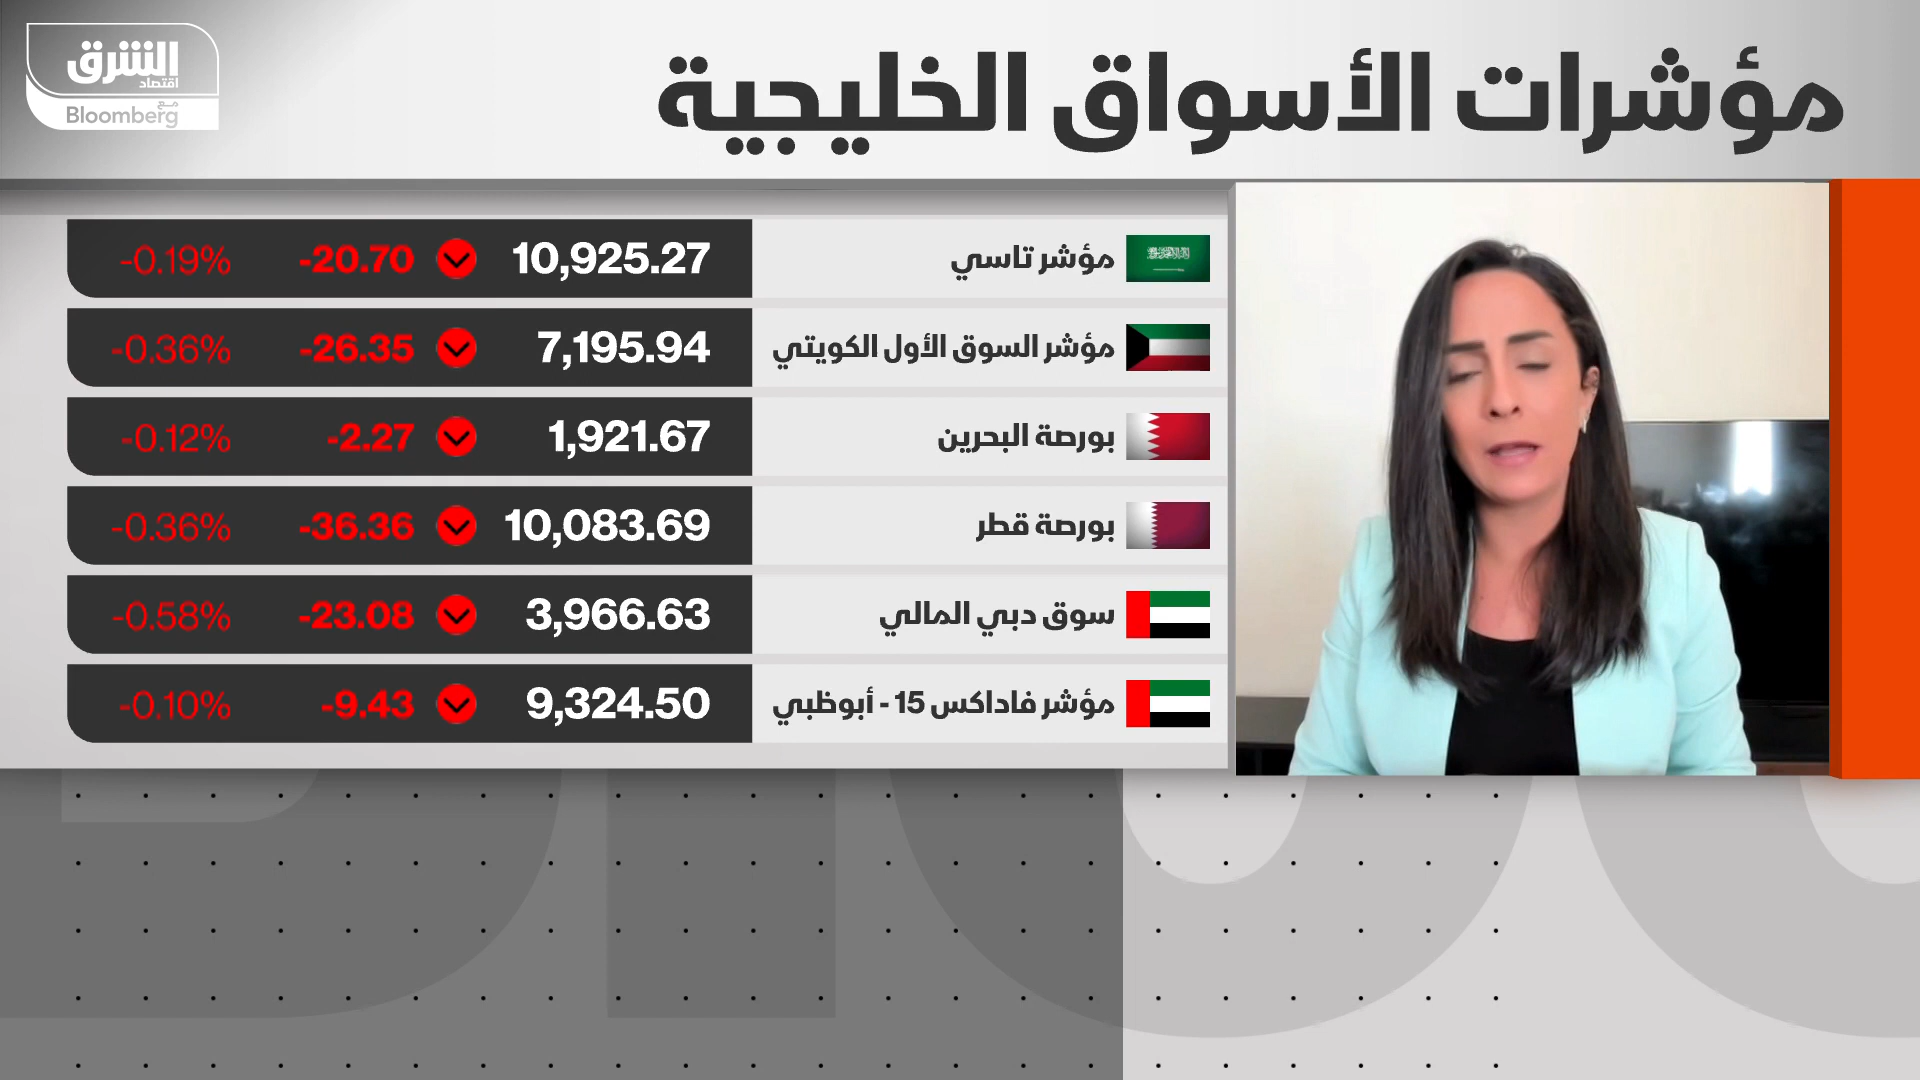 الشرق
اقتصاد
مع
Bloomberg
مؤشرات الأسواق الخليجية
مؤشر تاسي 10,925.27 -20.70 -0.19%
مؤشر السوق الأول الكويتي 7,195.94 -26.35 -0.36%
بورصة البحرين 1,921.67 -2.27 -0.12%
بورصة قطر 10,083.69 -36.36 -0.36%
سوق دبي المالي 3,966.63 -23.08 -0.58%
مؤشر فاداكس 15 - أبوظبي 9,324.50 -9.43 -0.10%